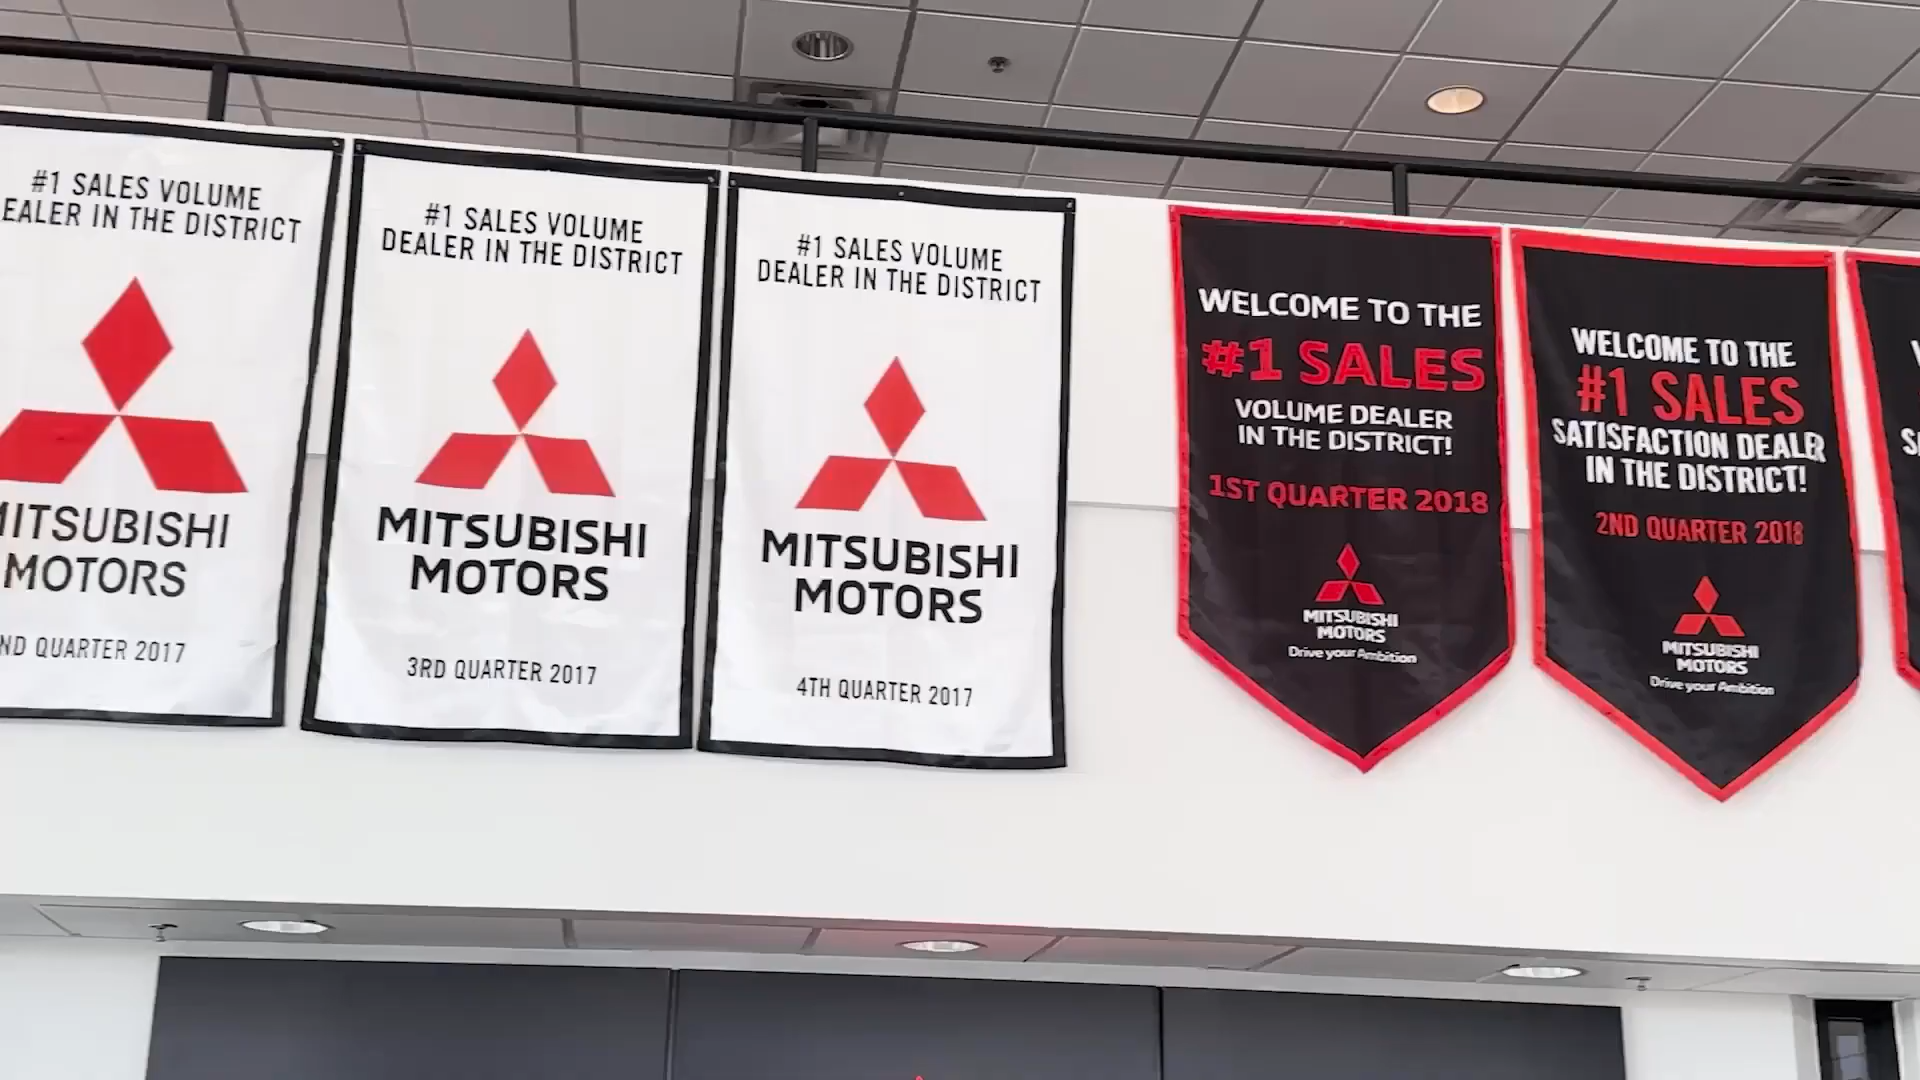 #1 SALES VOLUME
EALER IN THE DISTRICT
MITSUBISHI
MOTORS
ND QUARTER 2017
#1 SALES VOLUME
DEALER IN THE DISTRICT
MITSUBISHI
MOTORS
3RD QUARTER 2017
#1 SALES VOLUME
DEALER IN THE DISTRICT
MITSUBISHI
MOTORS
4TH QUARTER 2017
WELCOME TO THE
#1 SALES
VOLUME DEALER
IN THE DISTRICT!
1ST QUARTER 2018
MITSUBISHI
MOTORS
Drive your Ambition
WELCOME TO THE
#1 SALES
SATISFACTION DEALER
IN THE DISTRICT!
2ND QUARTER 2018
MITSUBISHI
MOTORS
Drive your Ambition